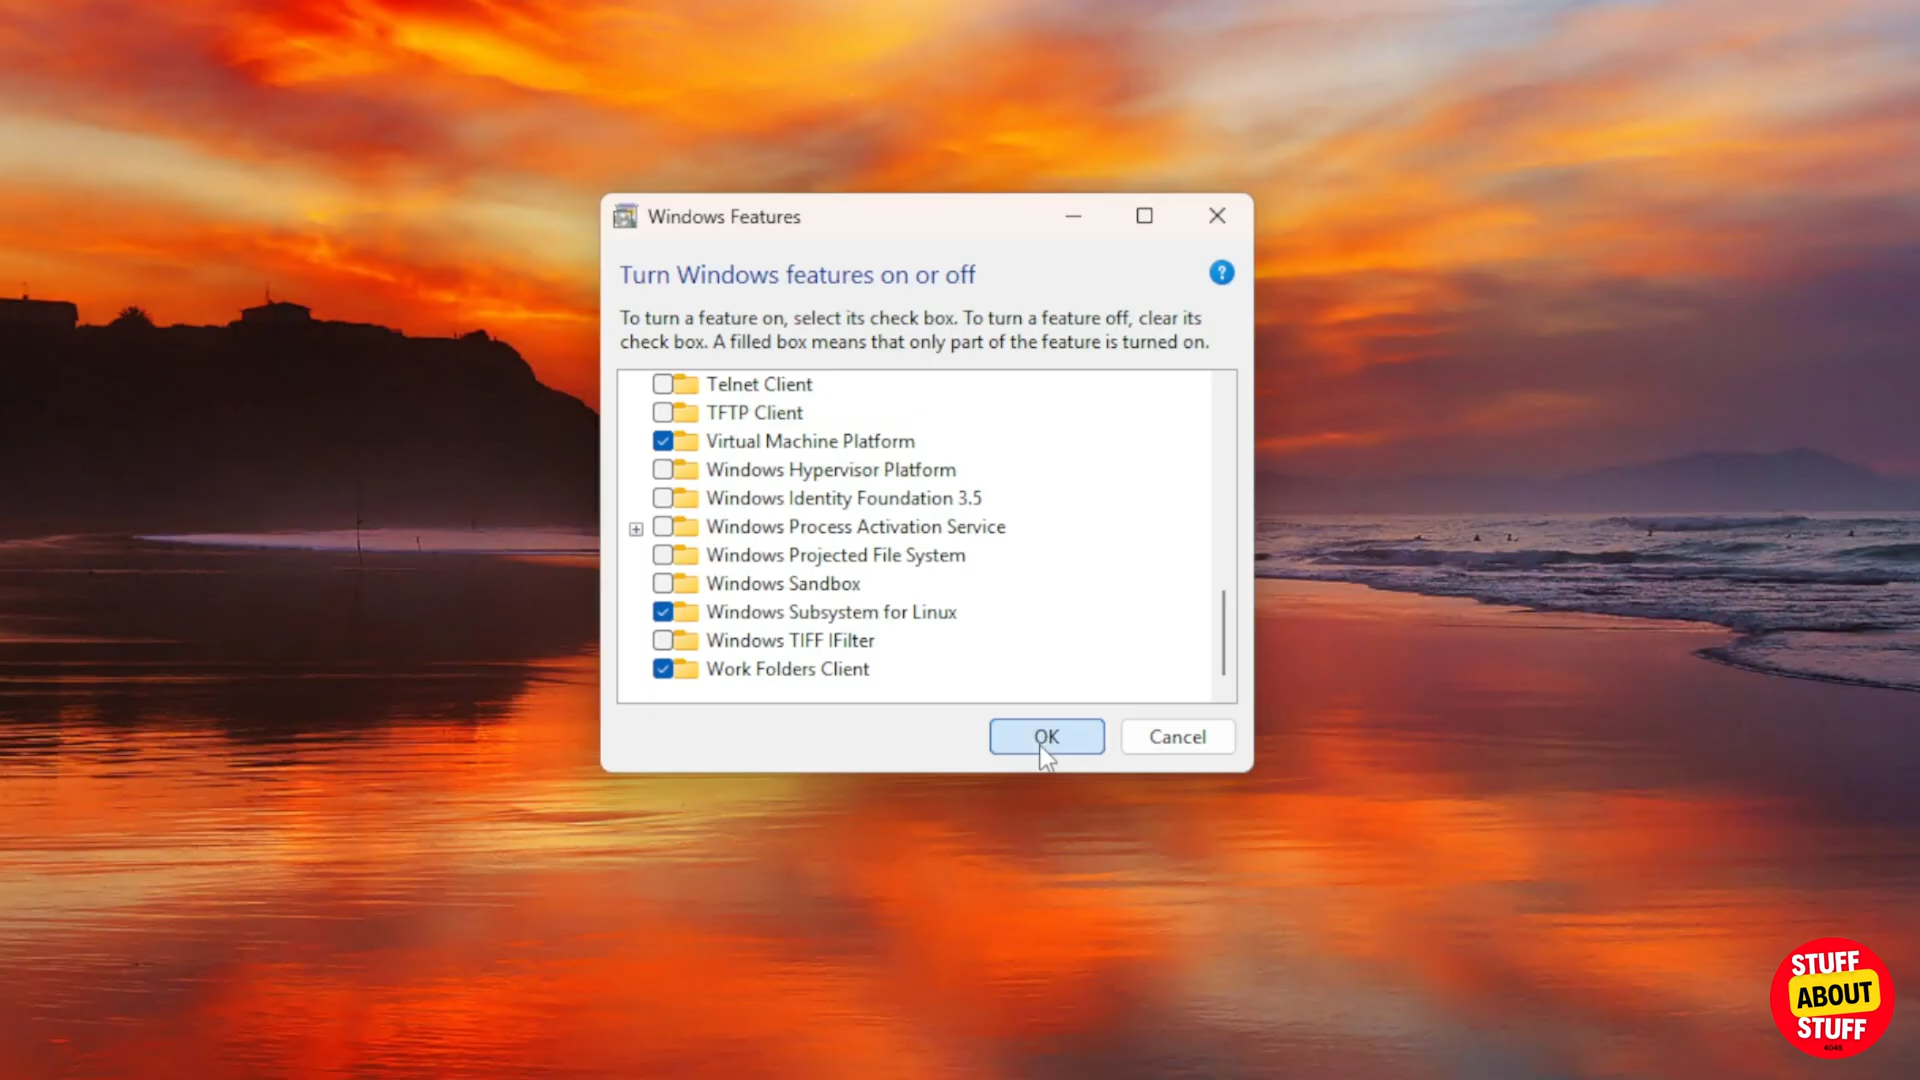 Windows Features
Turn Windows features on or off
?
To turn a feature on, select its check box. To turn a feature off, clear its
check box. A filled box means that only part of the feature is turned on.
Telnet Client
TFTP Client
Virtual Machine Platform
Windows Hypervisor Platform
Windows Identity Foundation 3.5
Windows Process Activation Service
Windows Projected File System
Windows Sandbox
Windows Subsystem for Linux
Windows TIFF IFilter
Work Folders Client
OK
Cancel
STUFF
ABOUT
STUFF